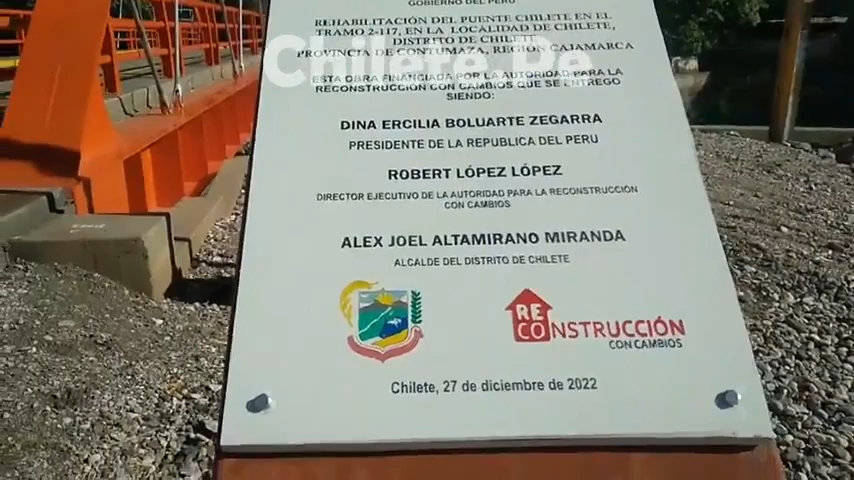 GOBIERNO DEL PERÚ
REHABILITACIÓN DEL PUENTE CHILETE EN EL
TRAMO 2-117, EN LA LOCALIDAD DE CHILETE,
DISTRITO DE CHILETE,
PROVINCIA DE CONTUMAZA, REGIÓN CAJAMARCA
Chilete De
ESTA OBRA FINANCIADA POR LA AUTORIDAD PARA LA
RECONSTRUCCIÓN CON CAMBIOS QUE SE ENTREGO
SIENDO:
DINA ERCILIA BOLUARTE ZEGARRA
PRESIDENTE DE LA REPUBLICA DEL PERU
ROBERT LÓPEZ LÓPEZ
DIRECTOR EJECUTIVO DE LA AUTORIDAD PARA LA RECONSTRUCCIÓN
CON CAMBIOS
ALEX JOEL ALTAMIRANO MIRANDA
ALCALDE DEL DISTRITO DE CHILETE
RECONSTRUCCIÓN
CON CAMBIOS
Chilete, 27 de Diciembre de 2022